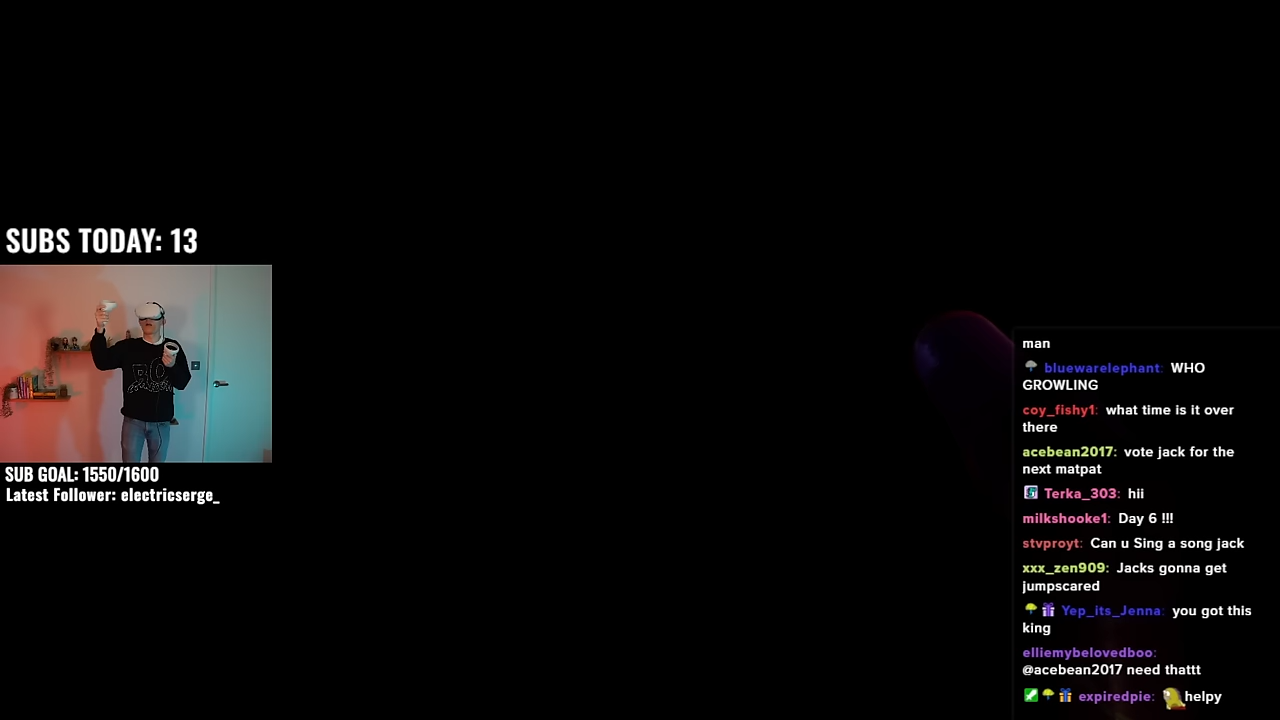 SUBS TODAY: 13
SUB GOAL: 1550/1600
Latest Follower: electricserge_
man
bluewarelephant: WHO
GROWLING
coy_fishy1: what time is it over
there
acebean2017: vote jack for the
next matpat
Terka_303: hii
milkshooke1: Day 6 !!!
stvproyt: Can u Sing a song jack
xxx_zen909: Jacks gonna get
jumpscared
Yep_its_Jenna: you got this
king
elliemybelovedboo:
@acebean2017 need thattt
expiredpie: helpy